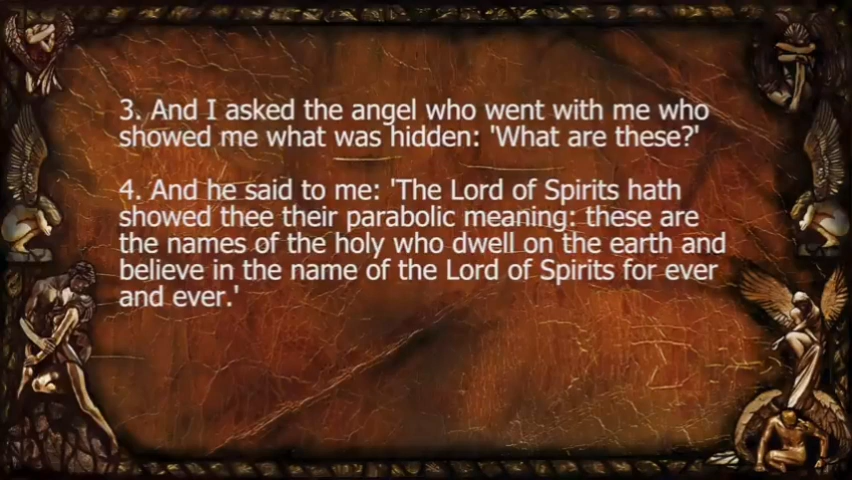 3. And I asked the angel who went with me who
showed me what was hidden: 'What are these?'
4. And he said to me: 'The Lord of Spirits hath
showed thee their parabolic meaning: these are
the names of the holy who dwell on the earth and
believe in the name of the Lord of Spirits for ever
and ever.'